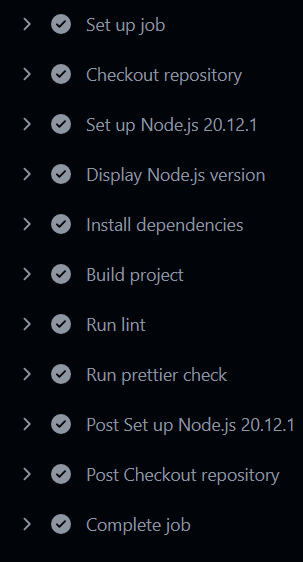 Set up job
Checkout repository
Set up Node.js 20.12.1
Display Node.js version
Install dependencies
Build project
Run lint
Run prettier check
Post Set up Node.js 20.12.1
Post Checkout repository
Complete job